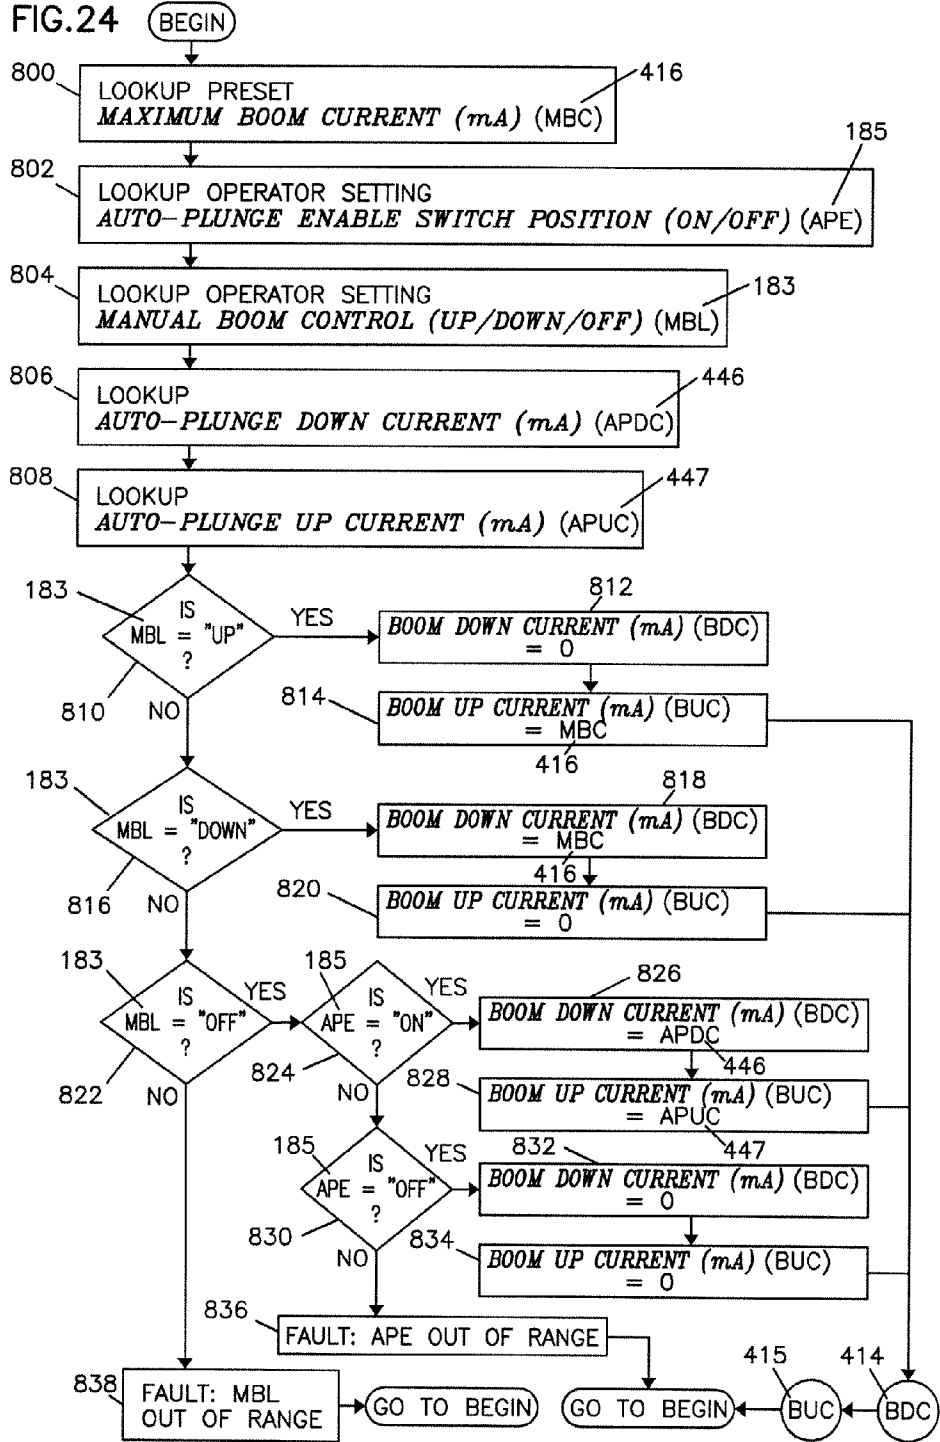 FIG.24 BEGIN
800 416
LOOKUP PRESET
MAXIMUM BOOM CURRENT (mA) (MBC)
802 185
LOOKUP OPERATOR SETTING
AUTO-PLUNGE ENABLE SWITCH POSITION (ON/OFF) (APE)
804 183
LOOKUP OPERATOR SETTING
MANUAL BOOM CONTROL (UP/DOWN/OFF) (MBL)
806 446
LOOKUP
AUTO-PLUNGE DOWN CURRENT (mA) (APDC)
808 447
LOOKUP
AUTO-PLUNGE UP CURRENT (mA) (APUC)
183
IS
MBL = "UP"
?
810
YES
NO
812
BOOM DOWN CURRENT (mA) (BDC)
= 0
814
BOOM UP CURRENT (mA) (BUC)
= MBC
416
183
IS
MBL = "DOWN"
?
816
YES
NO
818
BOOM DOWN CURRENT (mA) (BDC)
= MBC
416
820
BOOM UP CURRENT (mA) (BUC)
= 0
183
IS
MBL = "OFF"
?
822
YES
NO
185
IS
APE = "ON"
?
824
YES
NO
826
BOOM DOWN CURRENT (mA) (BDC)
= APDC
446
828
BOOM UP CURRENT (mA) (BUC)
= APUC
447
185
IS
APE = "OFF"
?
830
YES
NO
832
BOOM DOWN CURRENT (mA) (BDC)
= 0
834
BOOM UP CURRENT (mA) (BUC)
= 0
836
FAULT: APE OUT OF RANGE
838
FAULT: MBL
OUT OF RANGE
GO TO BEGIN
GO TO BEGIN
415
BUC
414
BDC